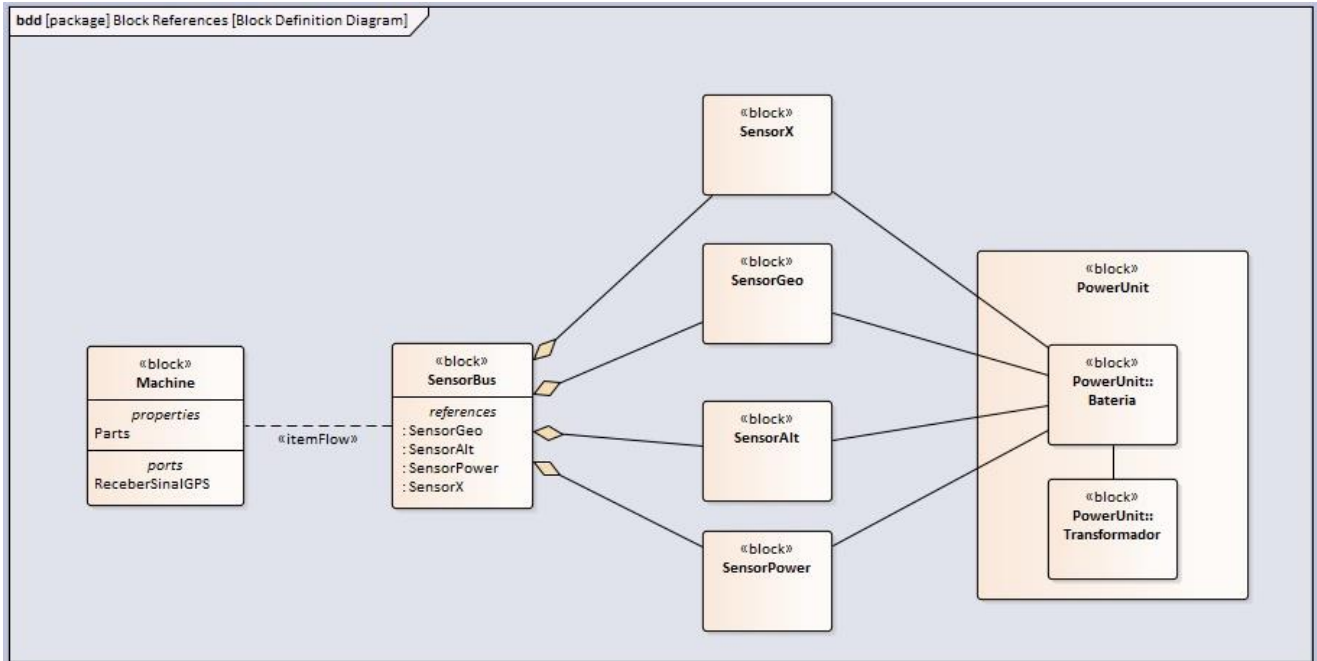 bdd [package] Block References [Block Definition Diagram]
«block»
SensorX
«block»
SensorGeo
«block»
PowerUnit
«block»
Machine
properties
Parts
ports
ReceberSinalGPS
«itemFlow»
«block»
SensorBus
references
: SensorGeo
: SensorAlt
: SensorPower
: SensorX
«block»
SensorAlt
«block»
PowerUnit::
Bateria
«block»
PowerUnit::
Transformador
«block»
SensorPower